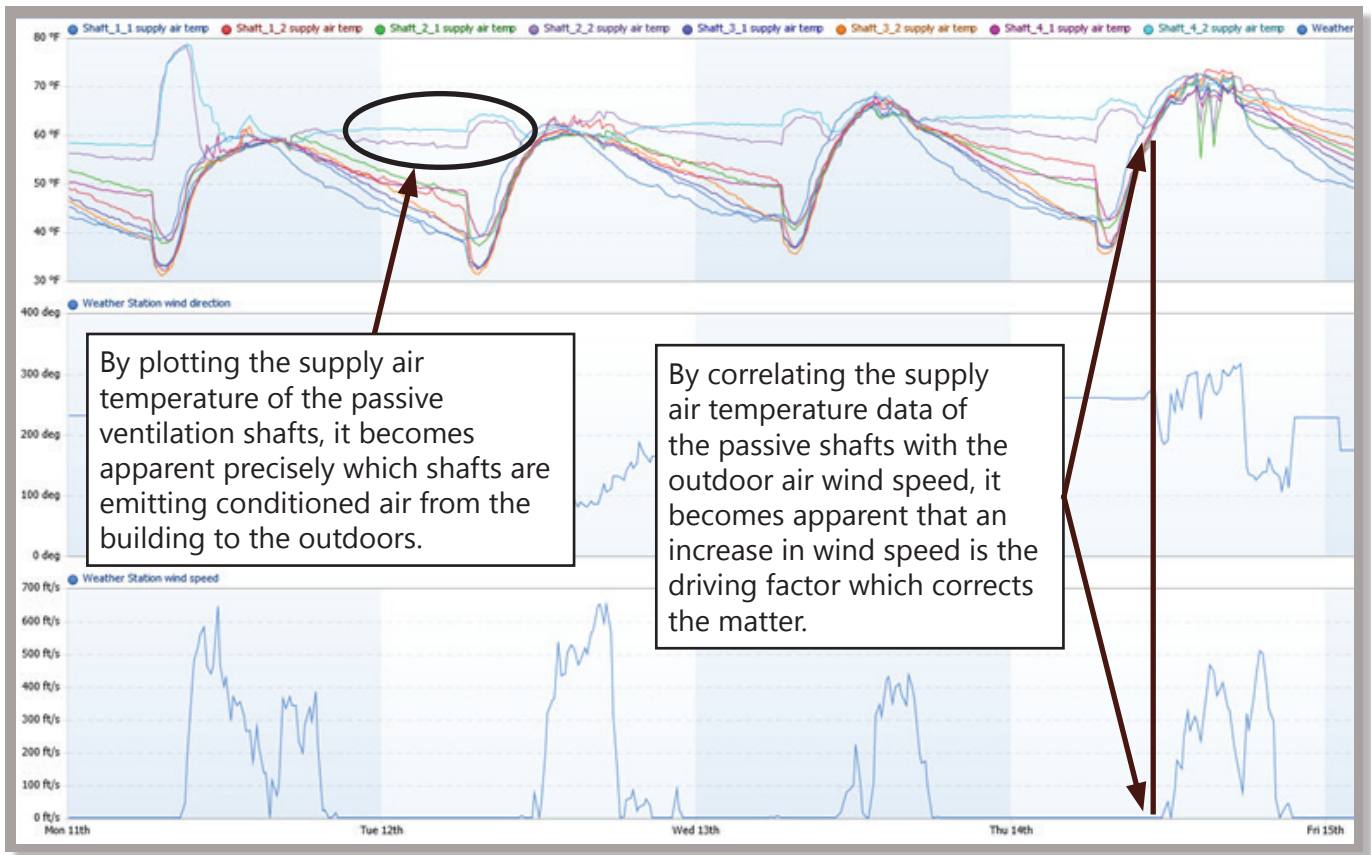 Shaft_1_1 supply air temp Shaft_1_2 supply air temp Shaft_2_1 supply air temp Shaft_2_2 supply air temp Shaft_3_1 supply air temp Shaft_3_2 supply air temp Shaft_4_1 supply air temp Shaft_4_2 supply air temp Weather
80 °F
70 °F
60 °F
50 °F
40 °F
30 °F
Weather Station wind direction
400 deg
300 deg
200 deg
100 deg
0 deg
By plotting the supply air
temperature of the passive
ventilation shafts, it becomes
apparent precisely which shafts are
emitting conditioned air from the
building to the outdoors.
By correlating the supply
air temperature data of
the passive shafts with the
outdoor air wind speed, it
becomes apparent that an
increase in wind speed is the
driving factor which corrects
the matter.
Weather Station wind speed
700 ft/s
600 ft/s
500 ft/s
400 ft/s
300 ft/s
200 ft/s
100 ft/s
0 ft/s
Mon 11th Tue 12th Wed 13th Thu 14th Fri 15th